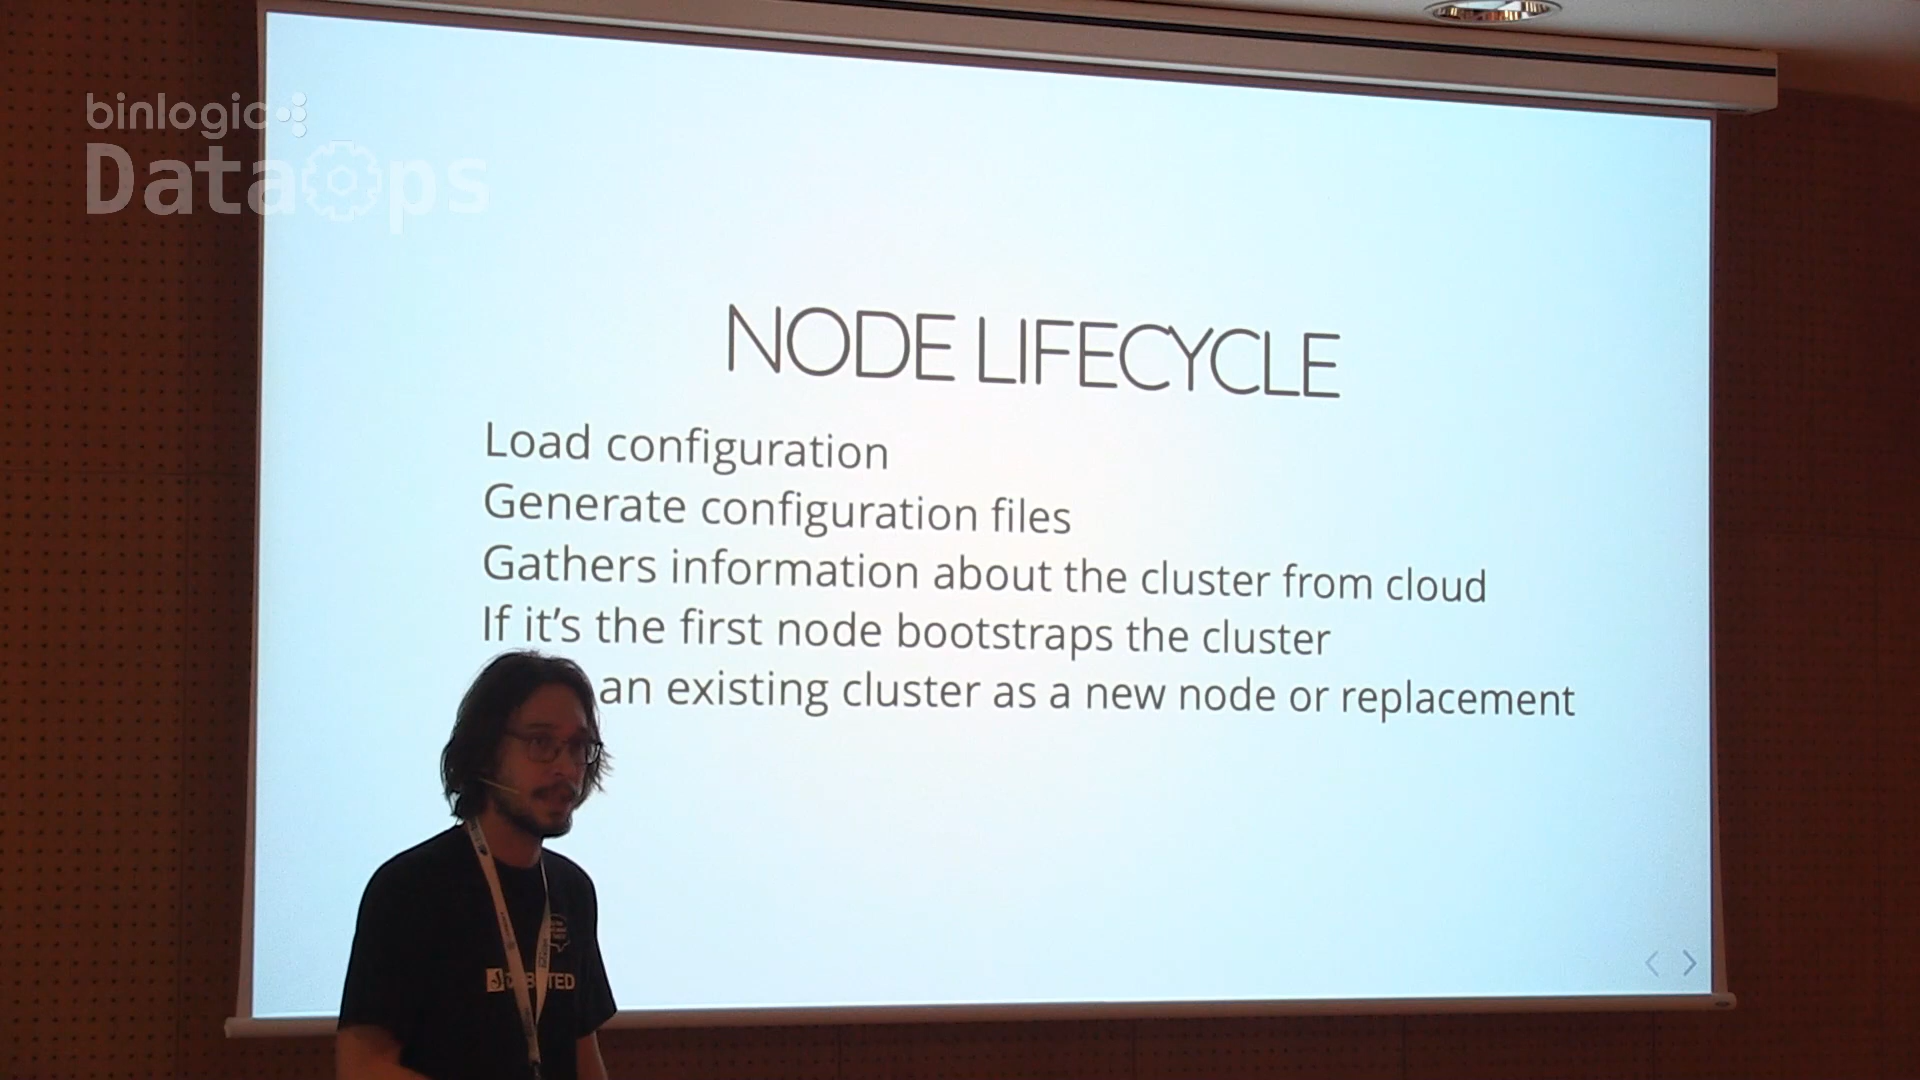 binlogic
DataOps
NODE LIFECYCLE
Load configuration
Generate configuration files
Gathers information about the cluster from cloud
If it's the first node bootstraps the cluster
an existing cluster as a new node or replacement